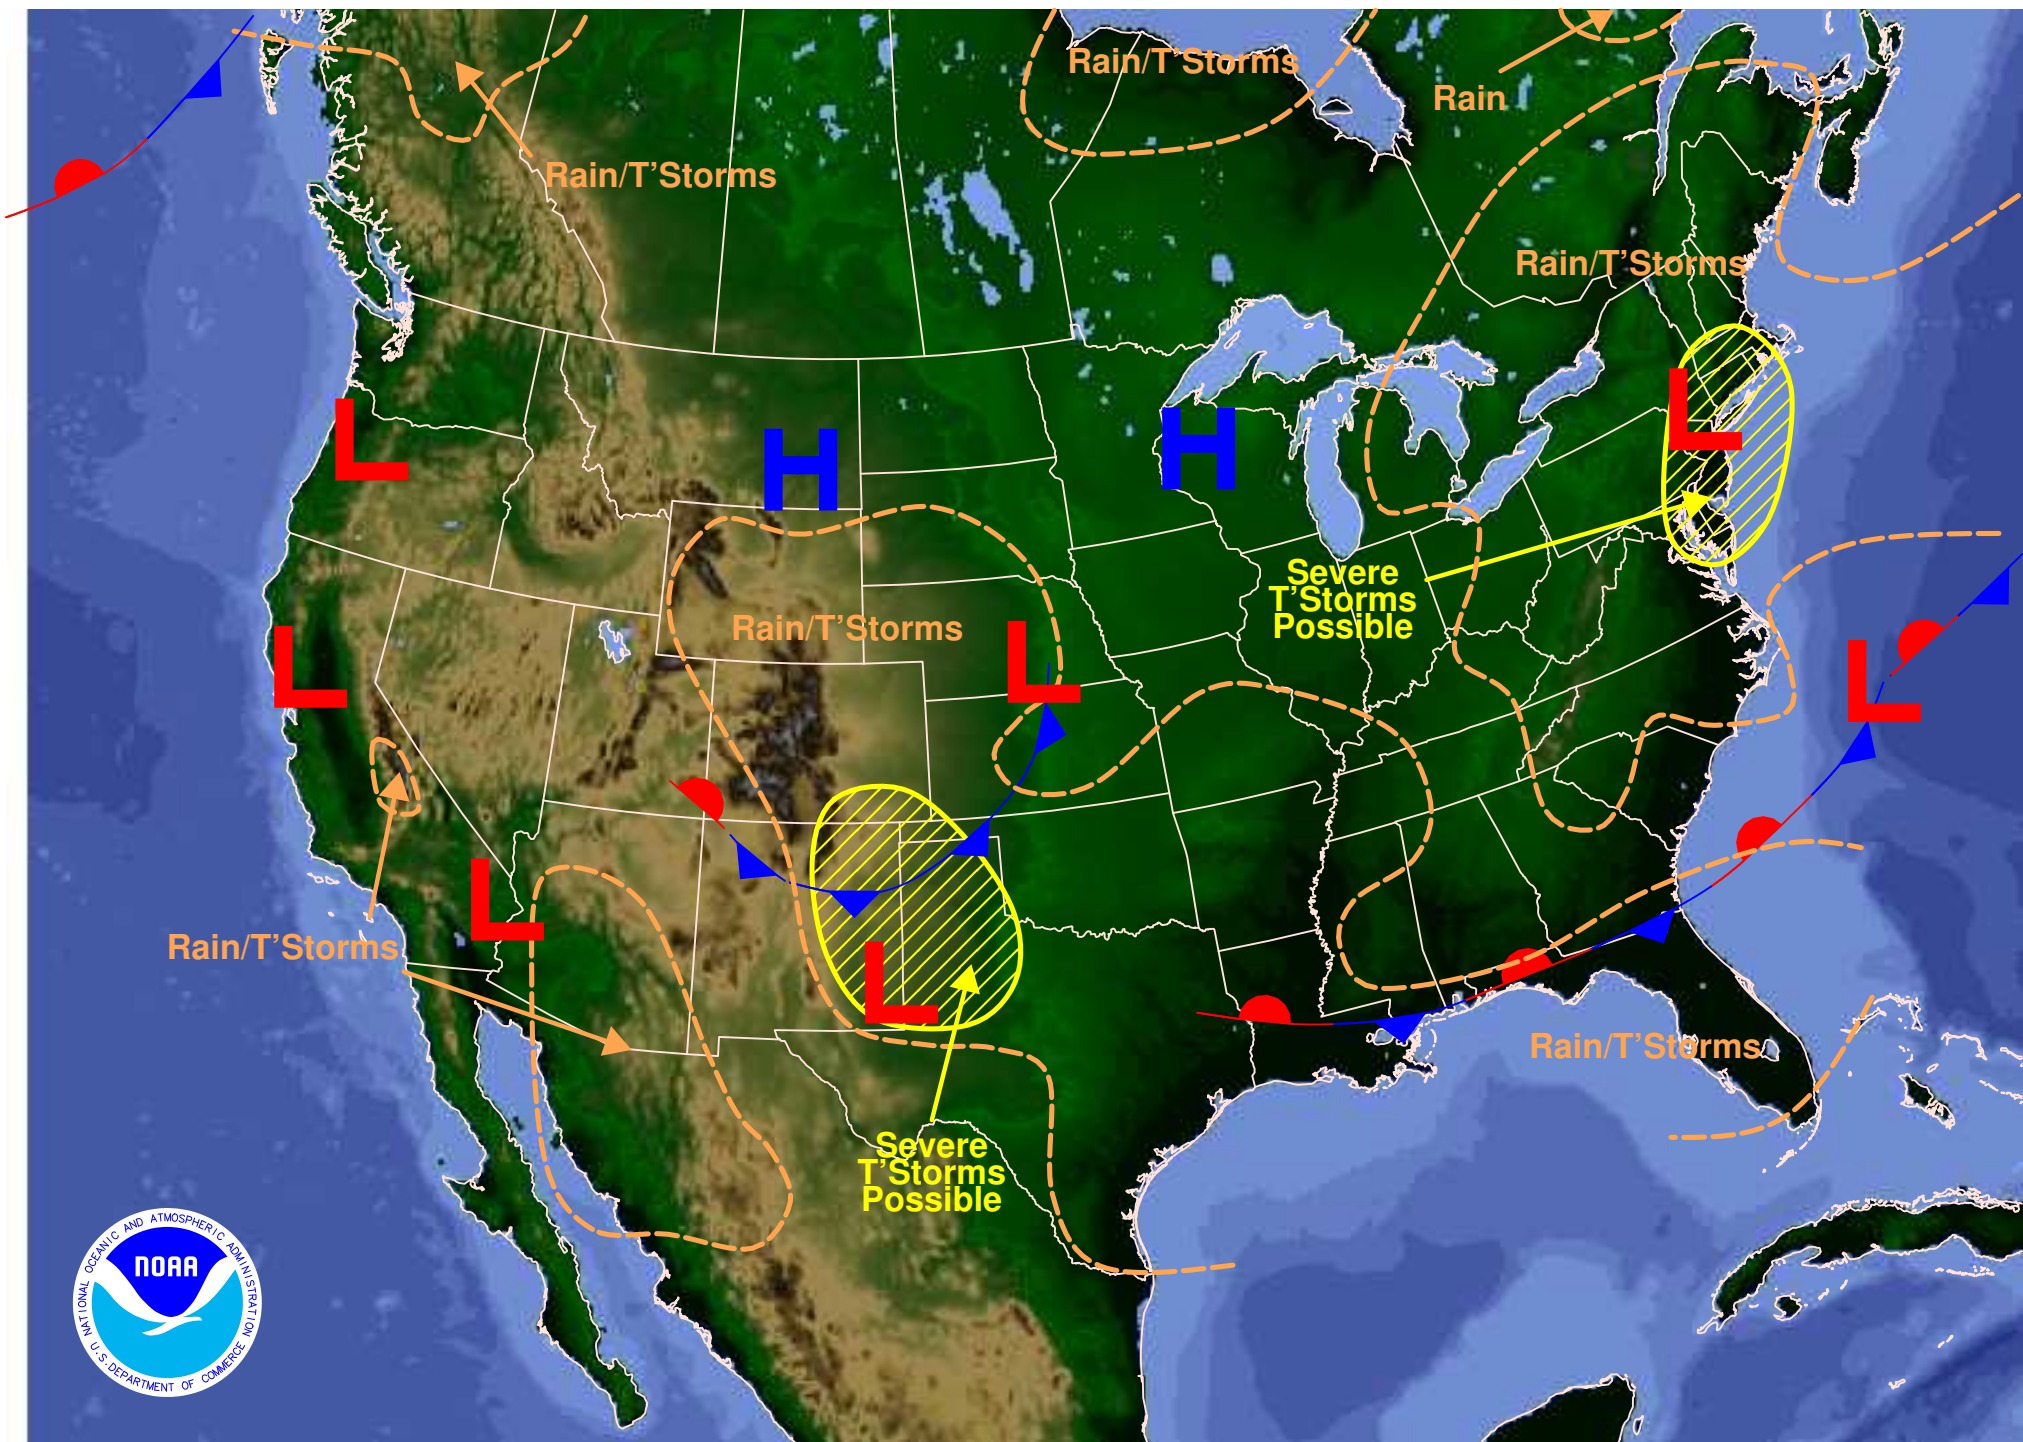 Rain/T'Storms
Rain
Rain/T'Storms
Rain/T'Storms
L
H
H
L
Severe
T'Storms
Possible
Rain/T'Storms
L
L
L
L
Rain/T'Storms
L
Rain/T'Storms
Severe
T'Storms
Possible
NATIONAL OCEANIC AND ATMOSPHERIC ADMINISTRATION
NOAA
U.S. DEPARTMENT OF COMMERCE